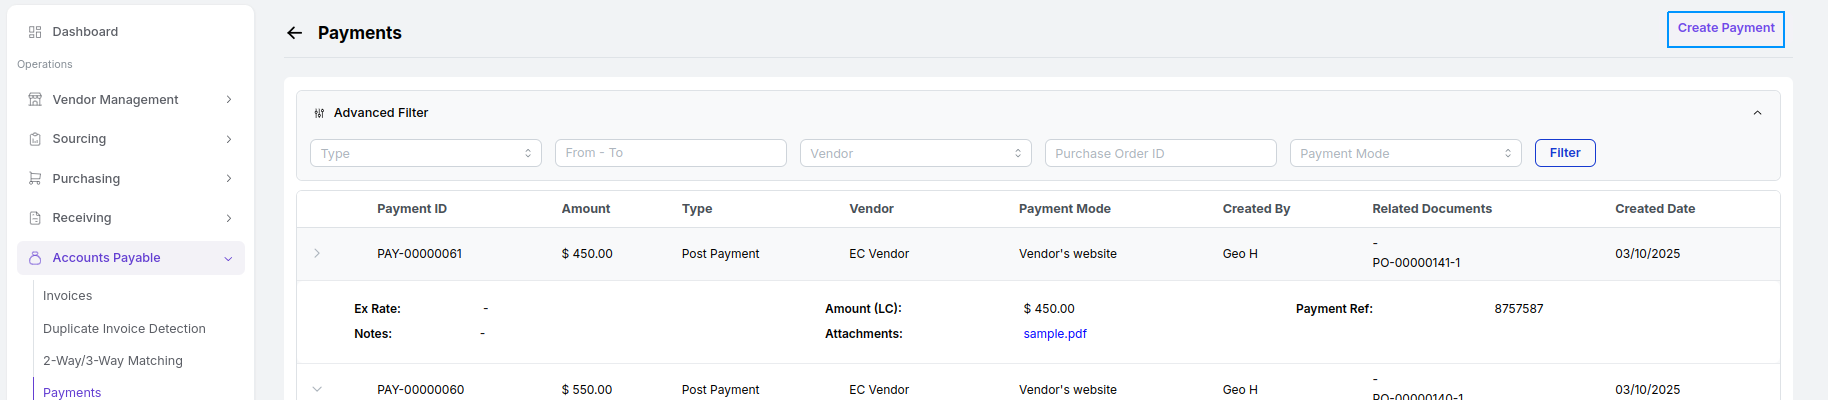 Dashboard
Operations
Vendor Management
Sourcing
Purchasing
Receiving
Accounts Payable
Invoices
Duplicate Invoice Detection
2-Way/3-Way Matching
Payments
Payments
Create Payment
Advanced Filter
Type
From - To
Vendor
Purchase Order ID
Payment Mode
Filter
Payment ID Amount Type Vendor Payment Mode Created By Related Documents Created Date
PAY-00000061 $ 450.00 Post Payment EC Vendor Vendor's website Geo H - 03/10/2025
PO-00000141-1
Ex Rate: - Amount (LC): $ 450.00 Payment Ref: 8757587
Notes: - Attachments: sample.pdf
PAY-00000060 $ 550.00 Post Payment EC Vendor Vendor's website Geo H - 03/10/2025
PO-00000140-1